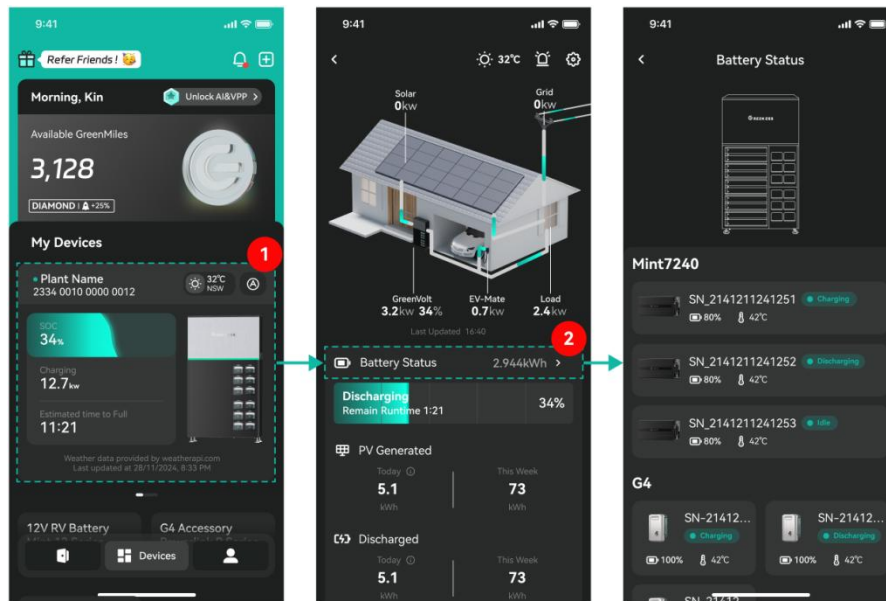 9:41
Refer Friends !
Morning, Kin
Unlock AI&VPP >
Available GreenMiles
3,128
DIAMOND | +25%
My Devices
1
Plant Name
2334 0010 0000 0012
32℃
NSW
SOC
34%
Charging
12.7kw
Estimated time to Full
11:21
Weather data provided by weatherapi.com
Last updated at 28/11/2024, 8:33 PM
12V RV Battery
G4 Accessory
Devices
9:41
32℃
Solar
0kw
Grid
0kw
GreenVolt
3.2kw 34%
EV-Mate
0.7kw
Load
2.4kw
Last Updated 16:40
2
Battery Status
2.944kWh >
Discharging
Remain Runtime 1:21
34%
PV Generated
Today
5.1
kWh
This Week
73
kWh
Discharged
Today
5.1
kWh
This Week
73
kWh
9:41
Battery Status
Mint7240
SN_2141211241251
Charging
80%
42℃
SN_2141211241252
Discharging
80%
42℃
SN_2141211241253
Idle
80%
42℃
G4
SN-21412...
Charging
100%
42℃
SN-21412...
Discharging
100%
42℃